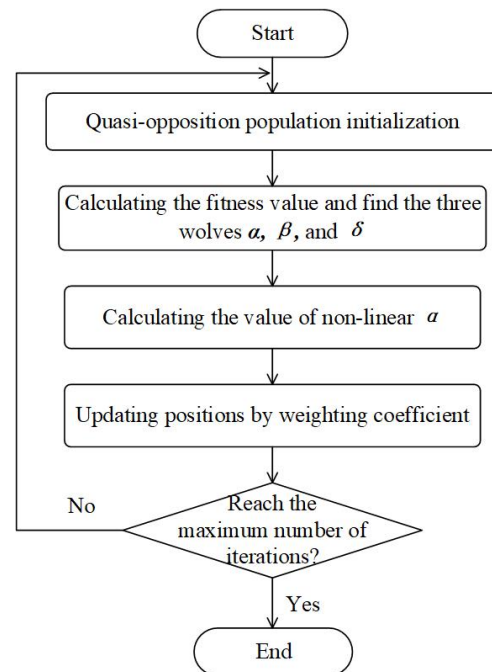 Start
Quasi-opposition population initialization
Calculating the fitness value and find the three
wolves α, β, and δ
Calculating the value of non-linear a
Updating positions by weighting coefficient
Reach the
maximum number of
iterations?
No
Yes
End